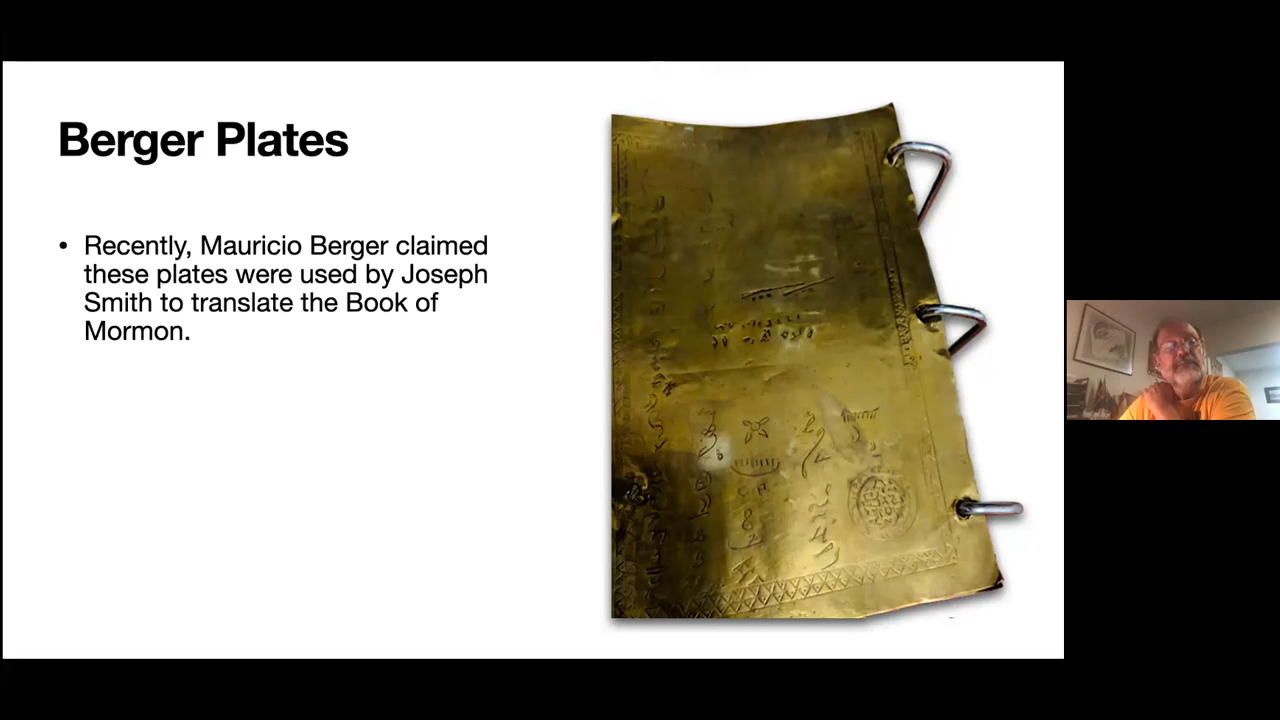 Berger Plates
• Recently, Mauricio Berger claimed
these plates were used by Joseph
Smith to translate the Book of
Mormon.